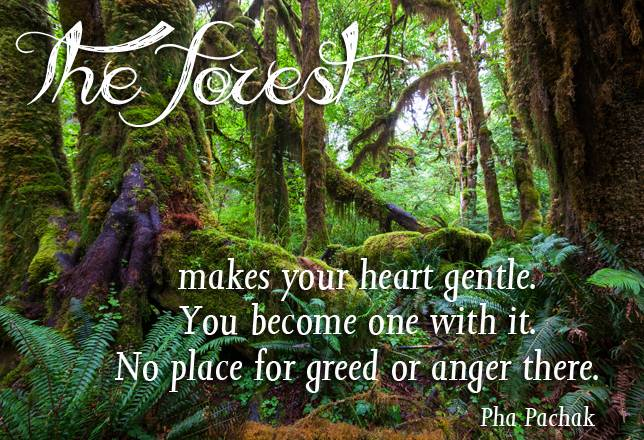 The Forest
makes your heart gentle.
You become one with it.
No place for greed or anger there.
Pha Pachak